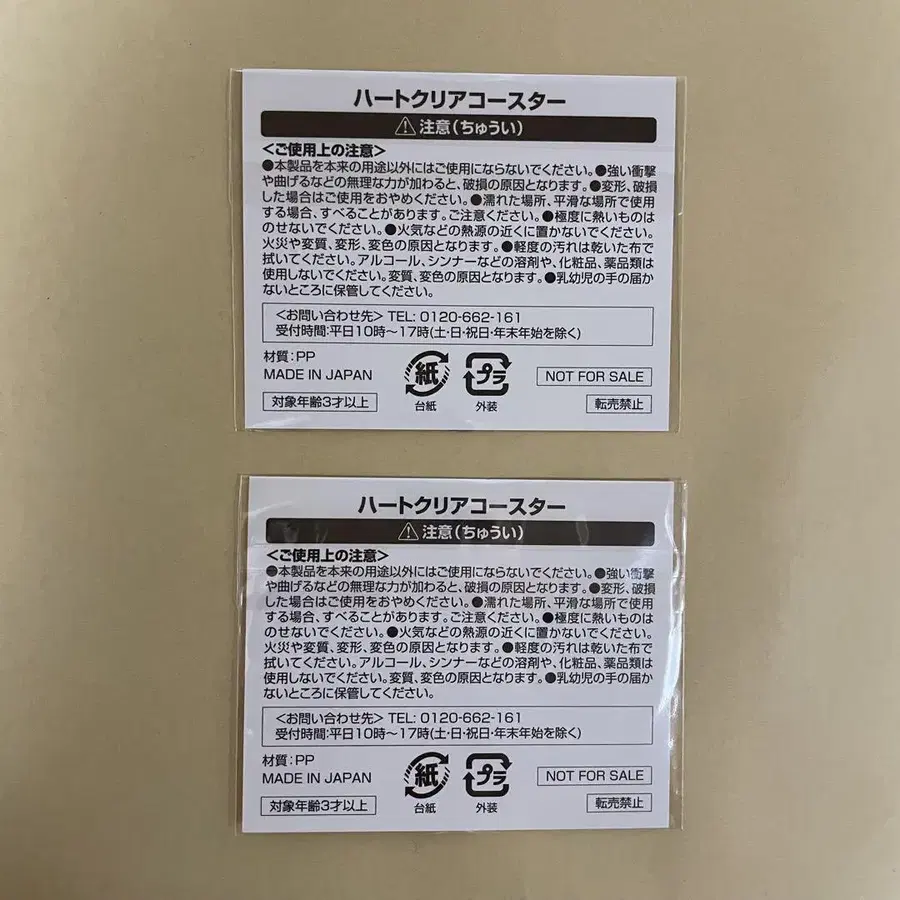 ハートクリアコースター
⚠注意(ちゅうい)
<ご使用上の注意>
●本製品を本来の用途以外にはご使用にならないでください。●強い衝撃
や曲げるなどの無理な力が加わると、破損の原因となります。●変形、破損
した場合はご使用をおやめください。●濡れた場所、平滑な場所で使用
する場合、すべることがあります。ご注意ください。●極度に熱いものは
のせないでください。●火気などの熱源の近くに置かないでください。
火災や変質、変形、変色の原因となります。●軽度の汚れは乾いた布で
拭いてください。アルコール、シンナーなどの溶剤や、化粧品、薬品類は
使用しないでください。変質、変色の原因となります。●乳幼児の手の届か
ないところに保管してください。
<お問い合わせ先> TEL: 0120-662-161
受付時間:平日10時~17時(土・日・祝日・年末年始を除く)
材質:PP
MADE IN JAPAN
対象年齢3才以上
紙
台紙
プラ
外装
NOT FOR SALE
転売禁止
ハートクリアコースター
⚠注意(ちゅうい)
<ご使用上の注意>
●本製品を本来の用途以外にはご使用にならないでください。●強い衝撃
や曲げるなどの無理な力が加わると、破損の原因となります。●変形、破損
した場合はご使用をおやめください。●濡れた場所、平滑な場所で使用
する場合、すべることがあります。ご注意ください。●極度に熱いものは
のせないでください。●火気などの熱源の近くに置かないでください。
火災や変質、変形、変色の原因となります。●軽度の汚れは乾いた布で
拭いてください。アルコール、シンナーなどの溶剤や、化粧品、薬品類は
使用しないでください。変質、変色の原因となります。●乳幼児の手の届か
ないところに保管してください。
<お問い合わせ先> TEL: 0120-662-161
受付時間:平日10時~17時(土・日・祝日・年末年始を除く)
材質:PP
MADE IN JAPAN
対象年齢3才以上
紙
台紙
プラ
外装
NOT FOR SALE
転売禁止